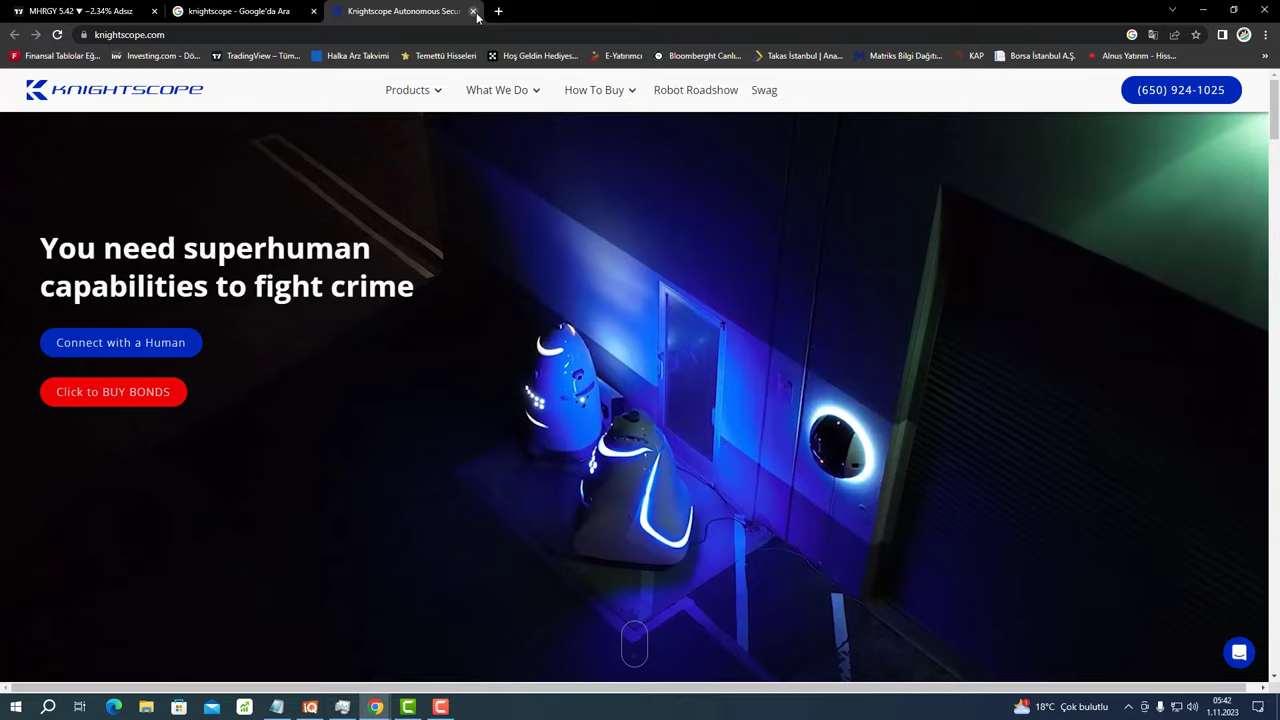 MHRGY 5.42 ▼ −2.34% Adsız
knightscope - Google'da Ara
Knightscope Autonomous Secur
knightscope.com
Finansal Tablolar Eğ...
Investing.com - Dö...
TradingView – İzlen...
Halka Arz Takvimi
Temettü Hisseleri
Hoş Geldin Hediyes...
E-Yatırımcı
Bloomberght Canlı...
Takas İstanbul | Ana...
Matriks Bilgi Dağıtı...
KAP
Borsa İstanbul A.Ş.
Alnus Yatırım - Hiss...
KNIGHTSCOPE
Products
What We Do
How To Buy
Robot Roadshow
Swag
(650) 924-1025
You need superhuman
capabilities to fight crime
Connect with a Human
Click to BUY BONDS
18°C Çok bulutlu
05:42
1.11.2023